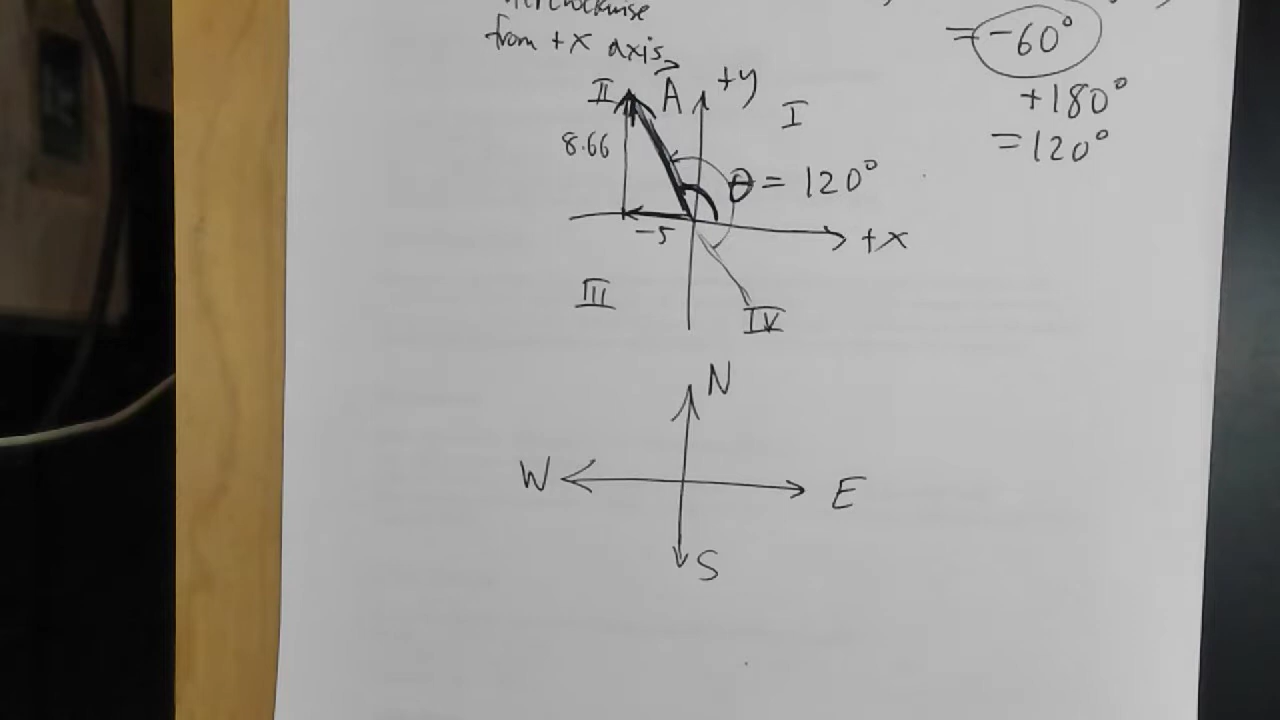 from +x axis
= -60°
+180°
= 120°
II
A
+y
I
8.66
θ = 120°
-5
+x
III
IV
N
W
E
S